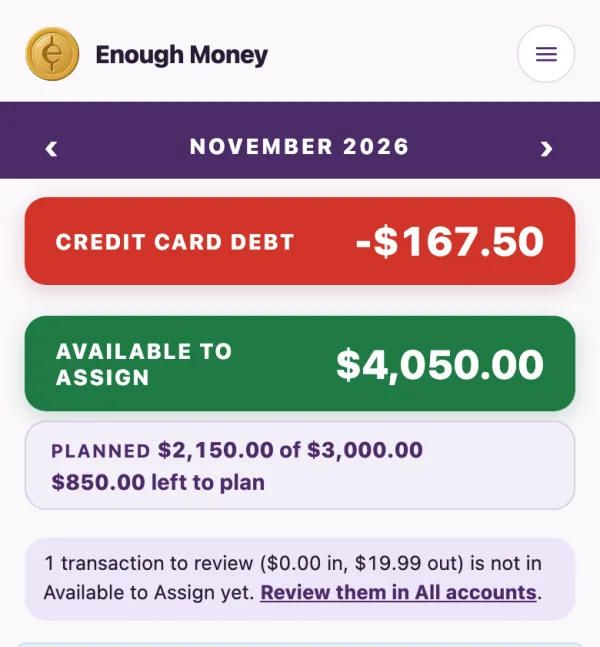 Enough Money
‹ NOVEMBER 2026 ›
CREDIT CARD DEBT -$167.50
AVAILABLE TO
ASSIGN
$4,050.00
PLANNED $2,150.00 of $3,000.00
$850.00 left to plan
1 transaction to review ($0.00 in, $19.99 out) is not in
Available to Assign yet. Review them in All accounts.